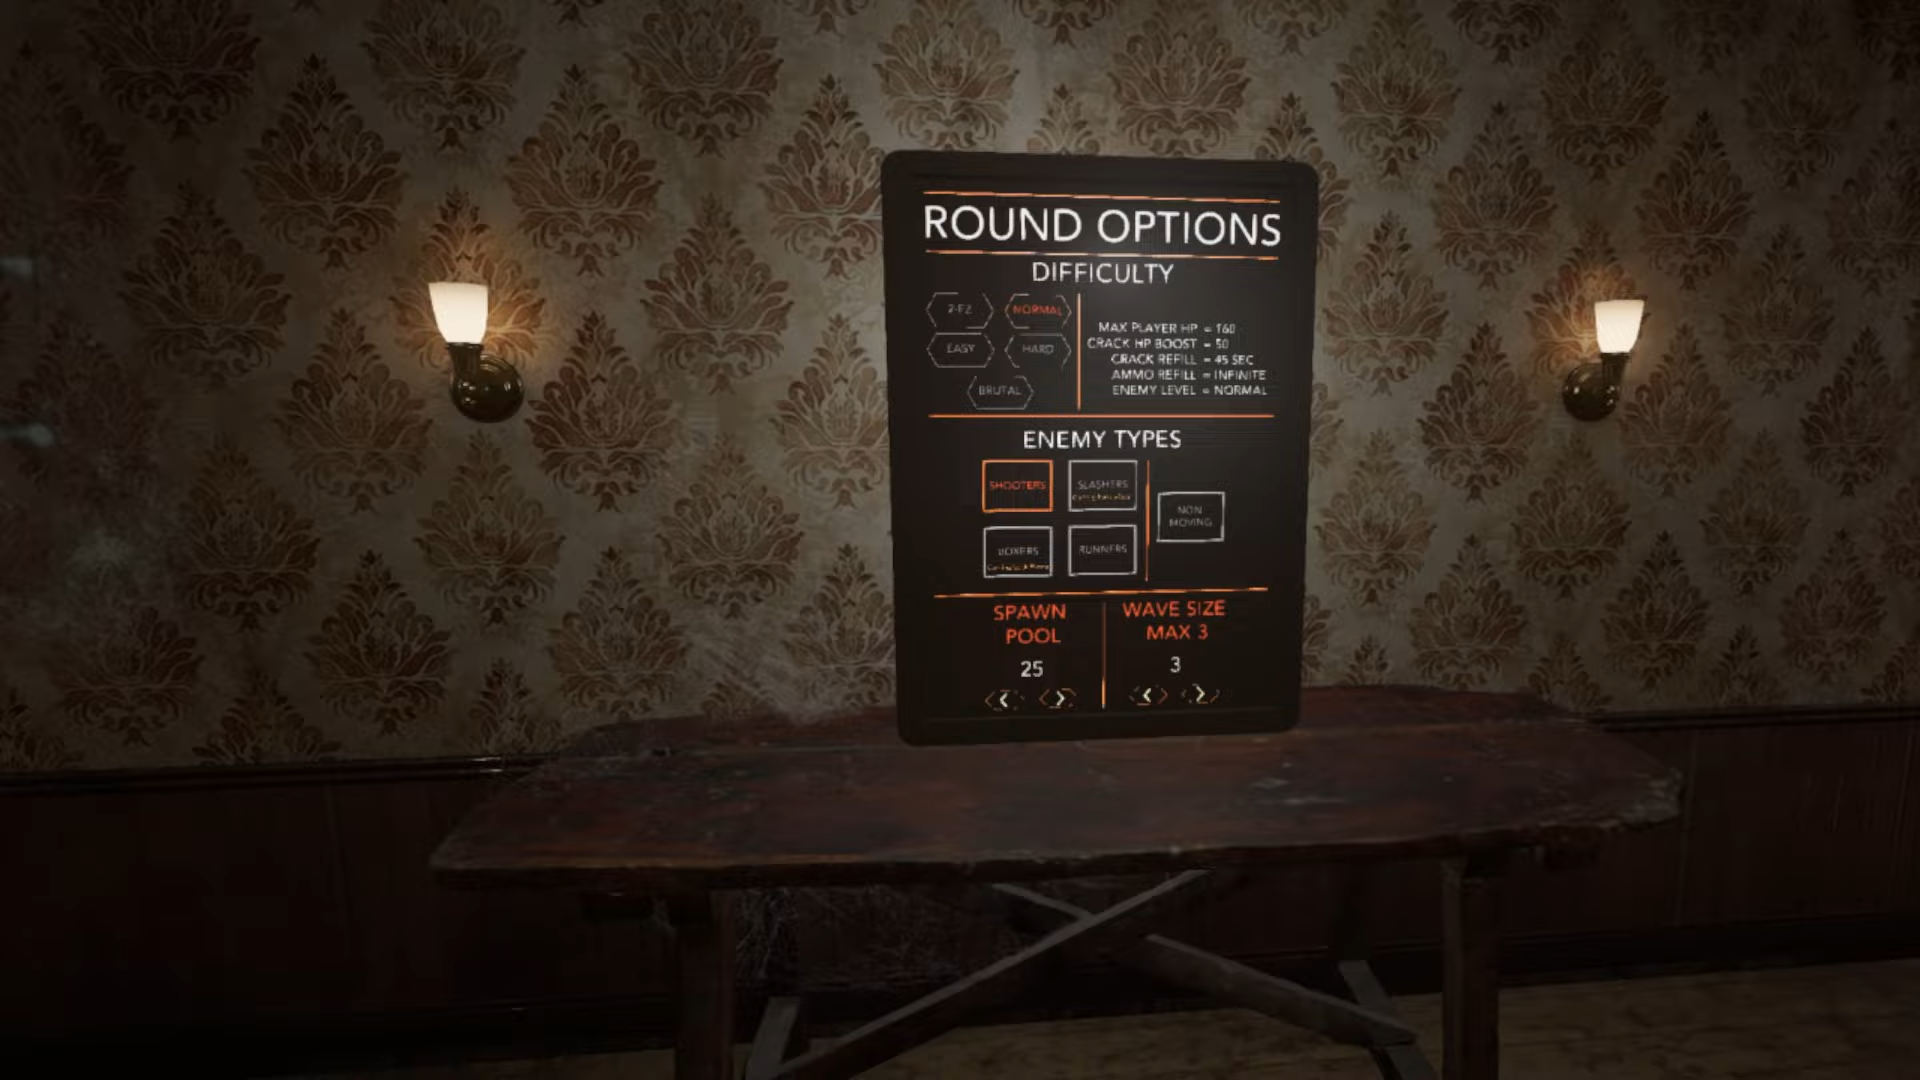 ROUND OPTIONS
DIFFICULTY
2-EZ
NORMAL
EASY
HARD
BRUTAL
MAX PLAYER HP = 160
CRACK HP BOOST = 50
CRACK REFILL = 45 SEC
AMMO REFILL = INFINITE
ENEMY LEVEL = NORMAL
ENEMY TYPES
SHOOTERS
SLASHERS
NON
MOVING
BOXERS
RUNNERS
SPAWN
POOL
25
WAVE SIZE
MAX 3
3